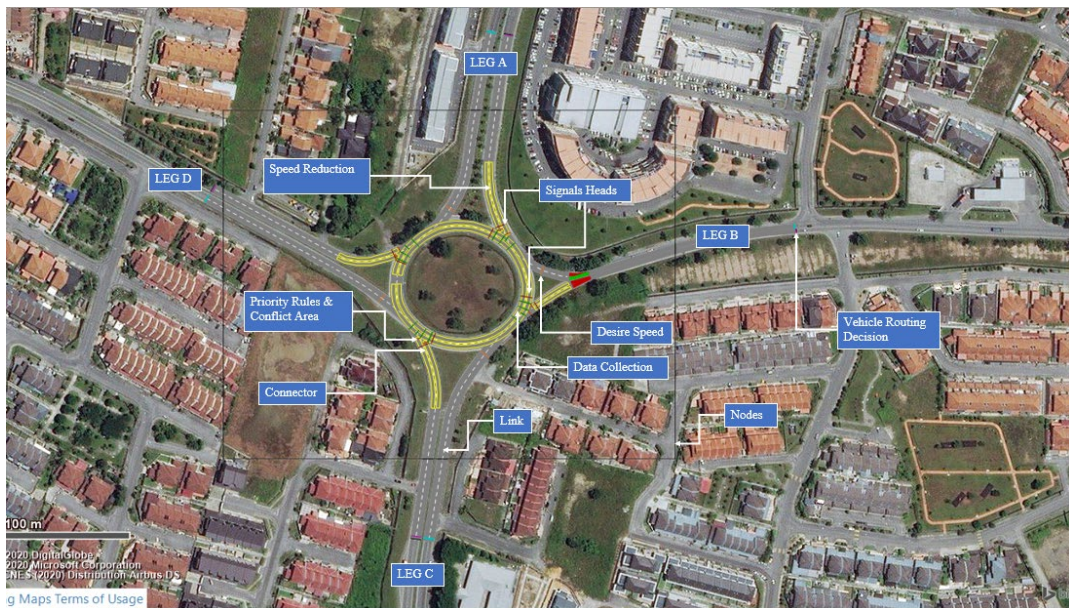 LEG A
LEG D
Speed Reduction
Signals Heads
LEG B
Priority Rules &
Conflict Area
Desire Speed
Vehicle Routing
Decision
Data Collection
Connector
Link
Nodes
100 m
2020 DigitalGlobe
2020 Microsoft Corporation
CNES (2020) Distribution Airbus DS
LEG C
g Maps Terms of Usage